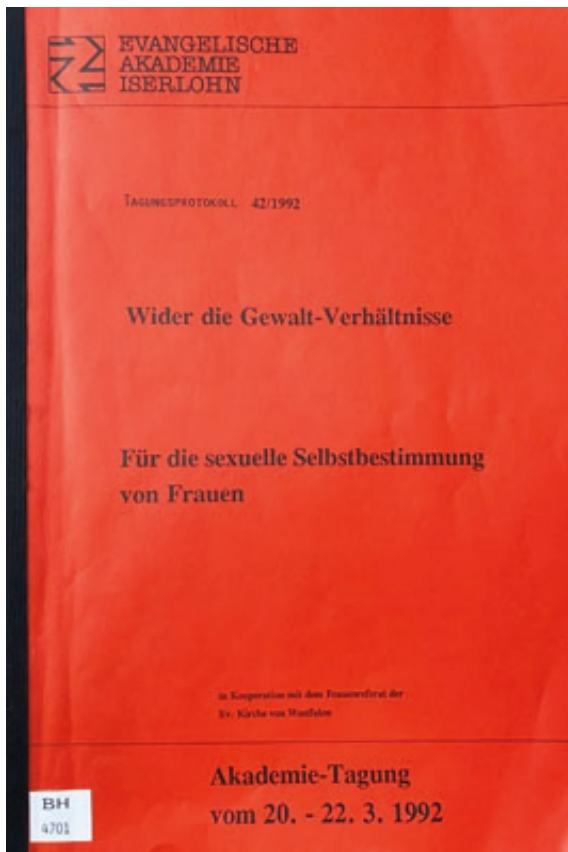 EVANGELISCHE
AKADEMIE
ISERLOHN
TAGUNGSPROTOKOLL 42/1992
Wider die Gewalt-Verhältnisse
Für die sexuelle Selbstbestimmung
von Frauen
in Kooperation mit dem Frauenreferat der
Ev. Kirche von Westfalen
Akademie-Tagung
vom 20. - 22. 3. 1992
BH
4701